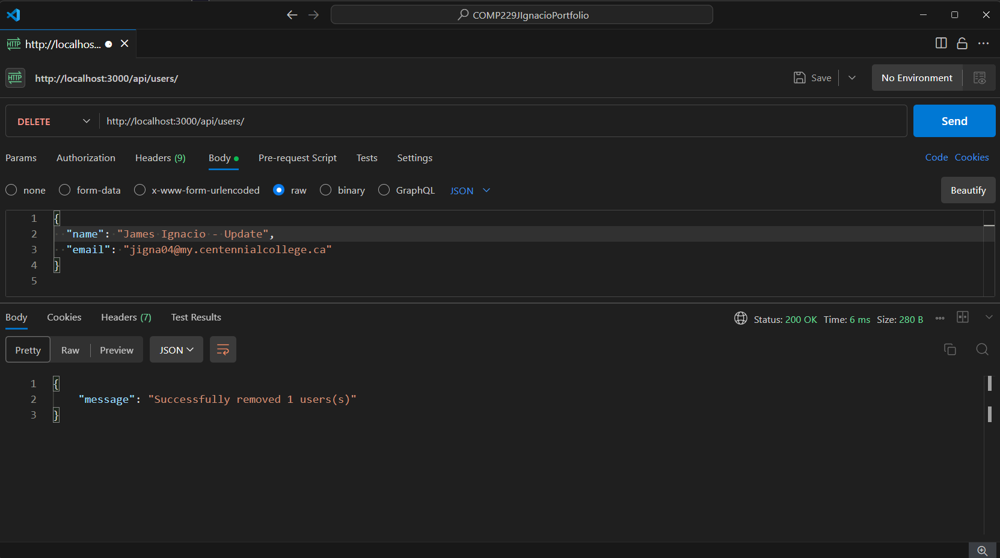 COMP229JIgnacioPortfolio
HTTP http://localhos...
HTTP http://localhost:3000/api/users/ Save No Environment
DELETE http://localhost:3000/api/users/ Send
Params Authorization Headers (9) Body Pre-request Script Tests Settings Code Cookies
none form-data x-www-form-urlencoded raw binary GraphQL JSON Beautify
1 {
2 "name": "James Ignacio - Update",
3 "email": "jigna04@my.centennialcollege.ca"
4 }
5
Body Cookies Headers (7) Test Results Status: 200 OK Time: 6 ms Size: 280 B
Pretty Raw Preview JSON
1 {
2 "message": "Successfully removed 1 users(s)"
3 }